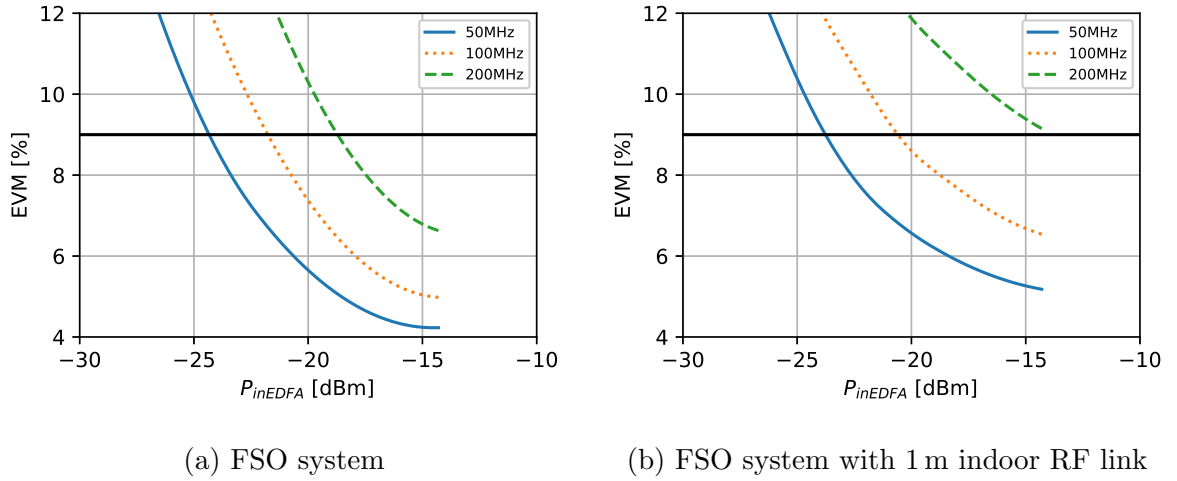 12
10
8
6
4
EVM [%]
−30
−25
−20
−15
−10
P_inEDFA [dBm]
50MHz
100MHz
200MHz
(a) FSO system
12
10
8
6
4
EVM [%]
−30
−25
−20
−15
−10
P_inEDFA [dBm]
50MHz
100MHz
200MHz
(b) FSO system with 1 m indoor RF link